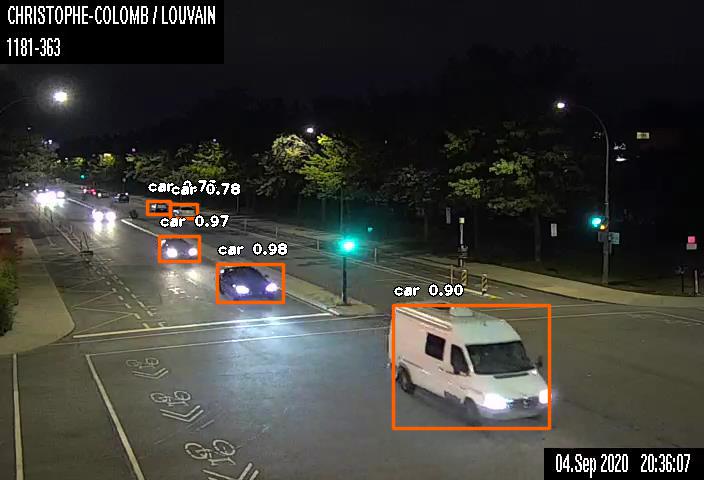 CHRISTOPHE-COLOMB / LOUVAIN
1181-363
car 0.78
car 0.97
car 0.98
car 0.90
04.Sep 2020 20:36:07